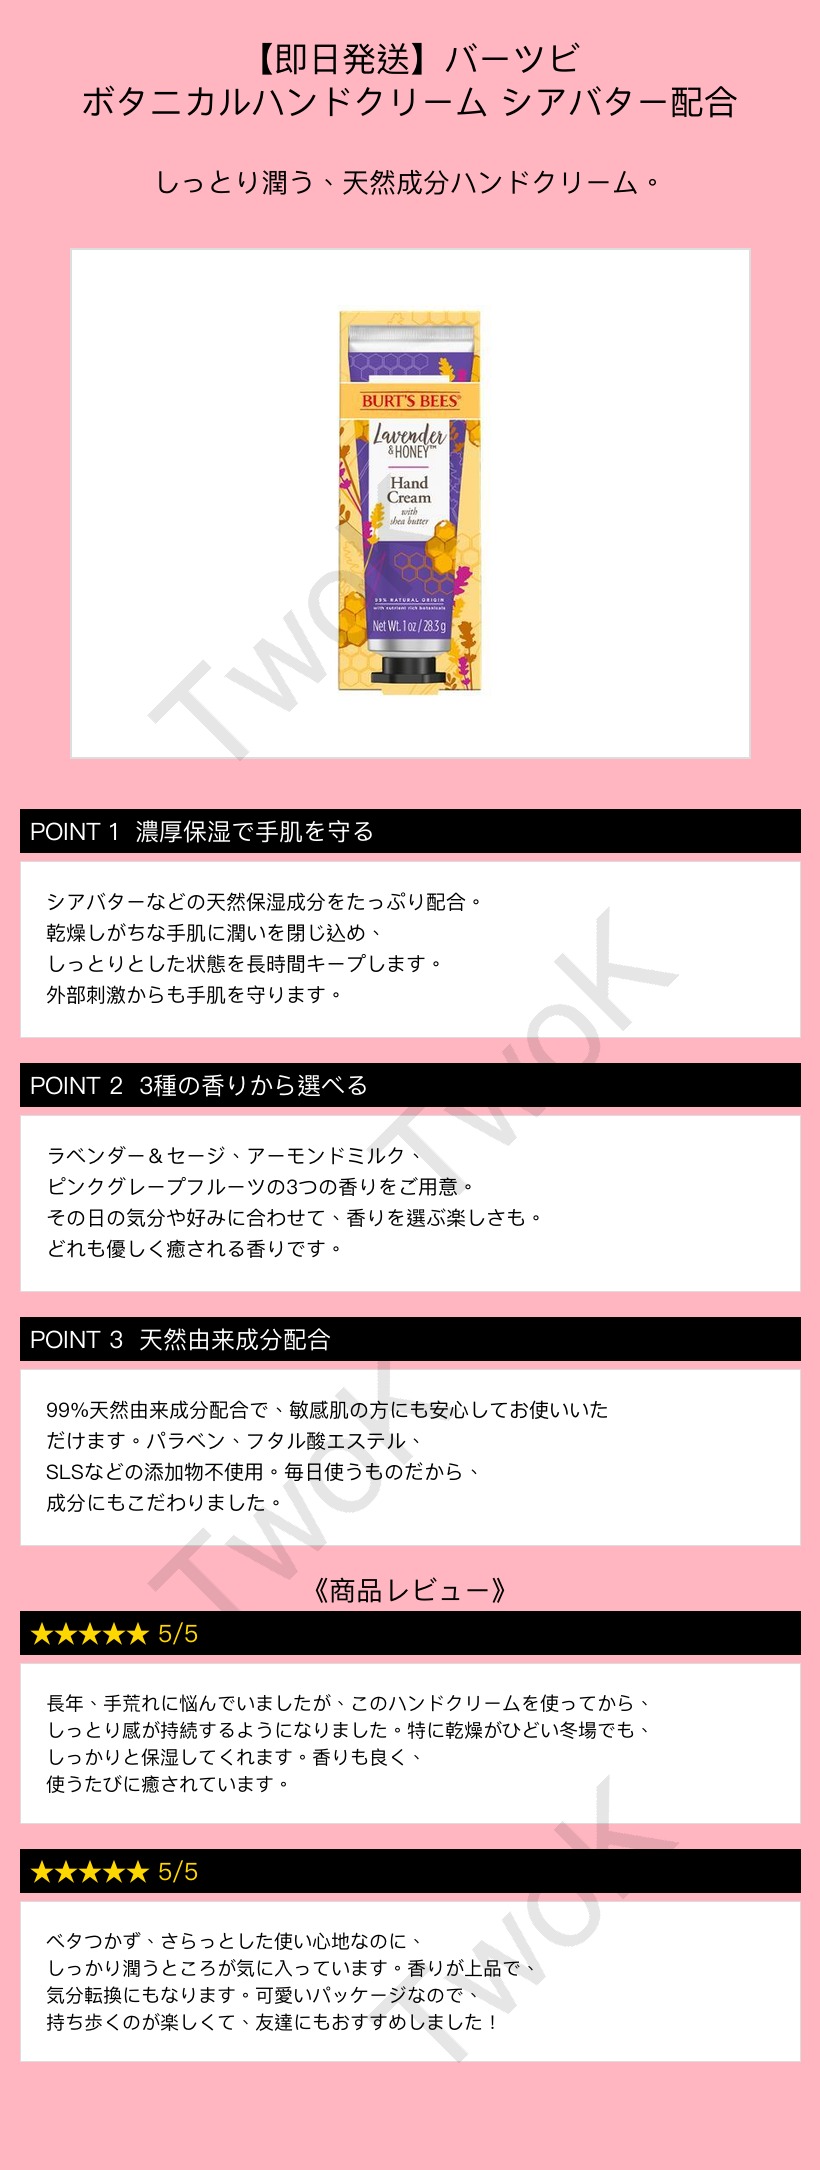 【即日発送】バーツビ
ボタニカルハンドクリーム シアバター配合
しっとり潤う、天然成分ハンドクリーム。
BURT'S BEES®
Lavender
& HONEY™
Hand
Cream
with
shea butter
99% NATURAL ORIGIN
with nutrient rich botanicals
Net Wt. 1 oz / 28.3 g
TwoK
POINT 1 濃厚保湿で手肌を守る
シアバターなどの天然保湿成分をたっぷり配合。
乾燥しがちな手肌に潤いを閉じ込め、
しっとりとした状態を長時間キープします。
外部刺激からも手肌を守ります。
TwoK
POINT 2 3種の香りから選べる
ラベンダー＆セージ、アーモンドミルク、
ピンクグレープフルーツの3つの香りをご用意。
その日の気分や好みに合わせて、香りを選ぶ楽しさも。
どれも優しく癒される香りです。
POINT 3 天然由来成分配合
99%天然由来成分配合で、敏感肌の方にも安心してお使いいた
だけます。パラベン、フタル酸エステル、
SLSなどの添加物不使用。毎日使うものだから、
成分にもこだわりました。
TwoK
《商品レビュー》
★★★★★ 5/5
長年、手荒れに悩んでいましたが、このハンドクリームを使ってから、
しっとり感が持続するようになりました。特に乾燥がひどい冬場でも、
しっかりと保湿してくれます。香りも良く、
使うたびに癒されています。
★★★★★ 5/5
ベタつかず、さらっとした使い心地なのに、
しっかり潤うところが気に入っています。香りが上品で、
気分転換にもなります。可愛いパッケージなので、
持ち歩くのが楽しくて、友達にもおすすめしました！
TwoK